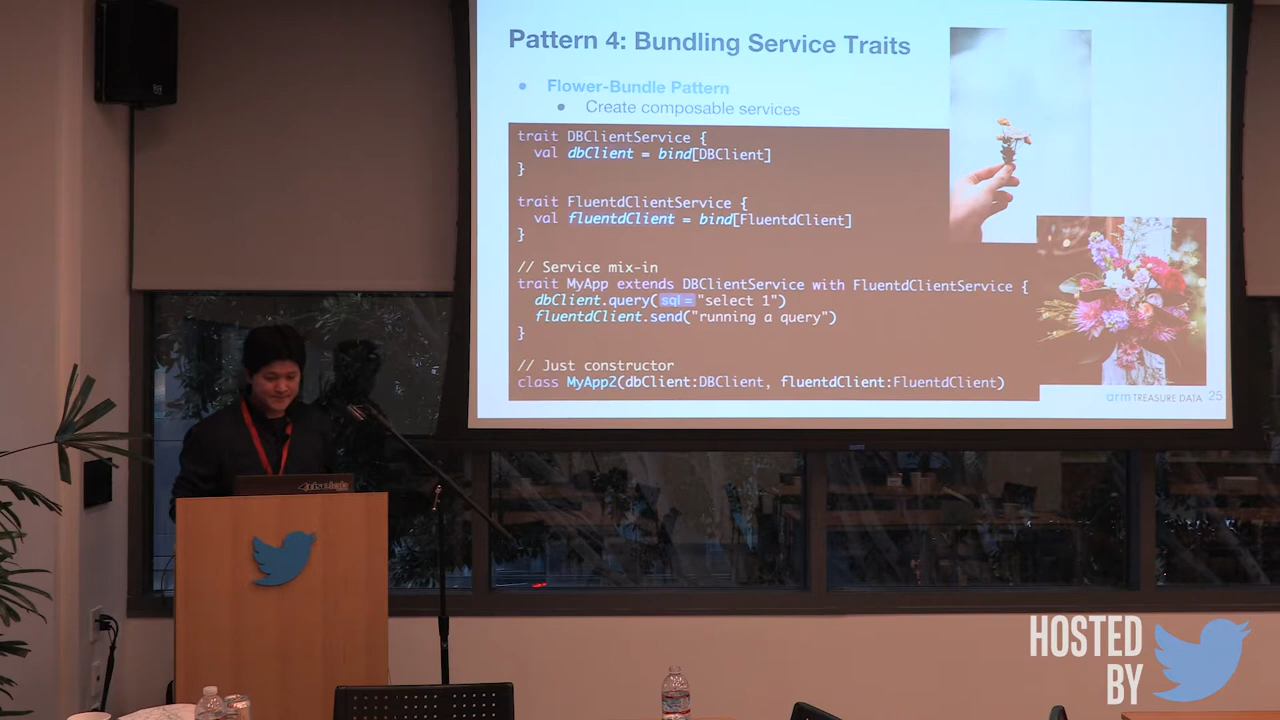 Pattern 4: Bundling Service Traits
● Flower-Bundle Pattern
● Create composable services
trait DBClientService {
val dbClient = bind[DBClient]
}
trait FluentdClientService {
val fluentdClient = bind[FluentdClient]
}
// Service mix-in
trait MyApp extends DBClientService with FluentdClientService {
dbClient.query(sql = "select 1")
fluentdClient.send("running a query")
}
// Just constructor
class MyApp2(dbClient:DBClient, fluentdClient:FluentdClient)
arm TREASURE DATA 25
HOSTED
BY